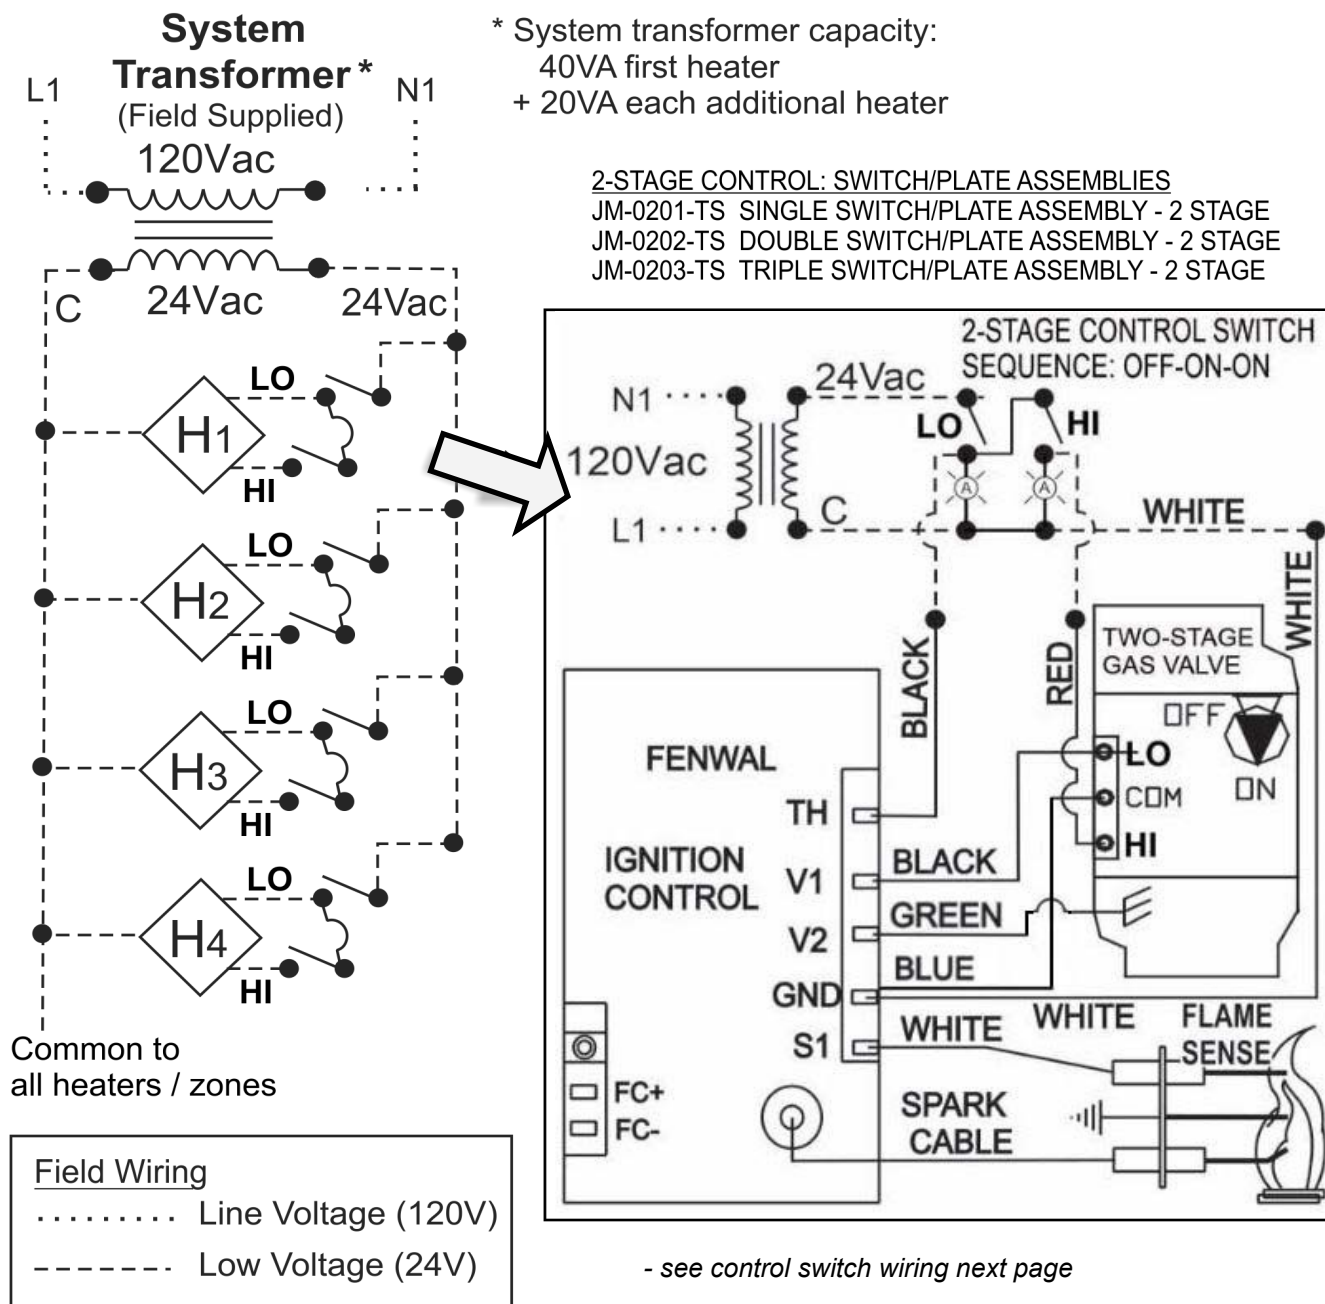 System
Transformer *
(Field Supplied)
L1
N1
120Vac
24Vac
C
24Vac
* System transformer capacity:
40VA first heater
+ 20VA each additional heater
2-STAGE CONTROL: SWITCH/PLATE ASSEMBLIES
JM-0201-TS SINGLE SWITCH/PLATE ASSEMBLY - 2 STAGE
JM-0202-TS DOUBLE SWITCH/PLATE ASSEMBLY - 2 STAGE
JM-0203-TS TRIPLE SWITCH/PLATE ASSEMBLY - 2 STAGE
LO
H1
HI
LO
H2
HI
LO
H3
HI
LO
H4
HI
Common to
all heaters / zones
Field Wiring
Line Voltage (120V)
Low Voltage (24V)
2-STAGE CONTROL SWITCH
SEQUENCE: OFF-ON-ON
24Vac
N1
LO
HI
120Vac
A
A
L1
C
WHITE
WHITE
BLACK
RED
TWO-STAGE
GAS VALVE
OFF
ON
LO
COM
HI
FENWAL
IGNITION
CONTROL
TH
V1
V2
GND
S1
BLACK
GREEN
BLUE
WHITE
WHITE
FLAME
SENSE
FC+
FC-
SPARK
CABLE
- see control switch wiring next page